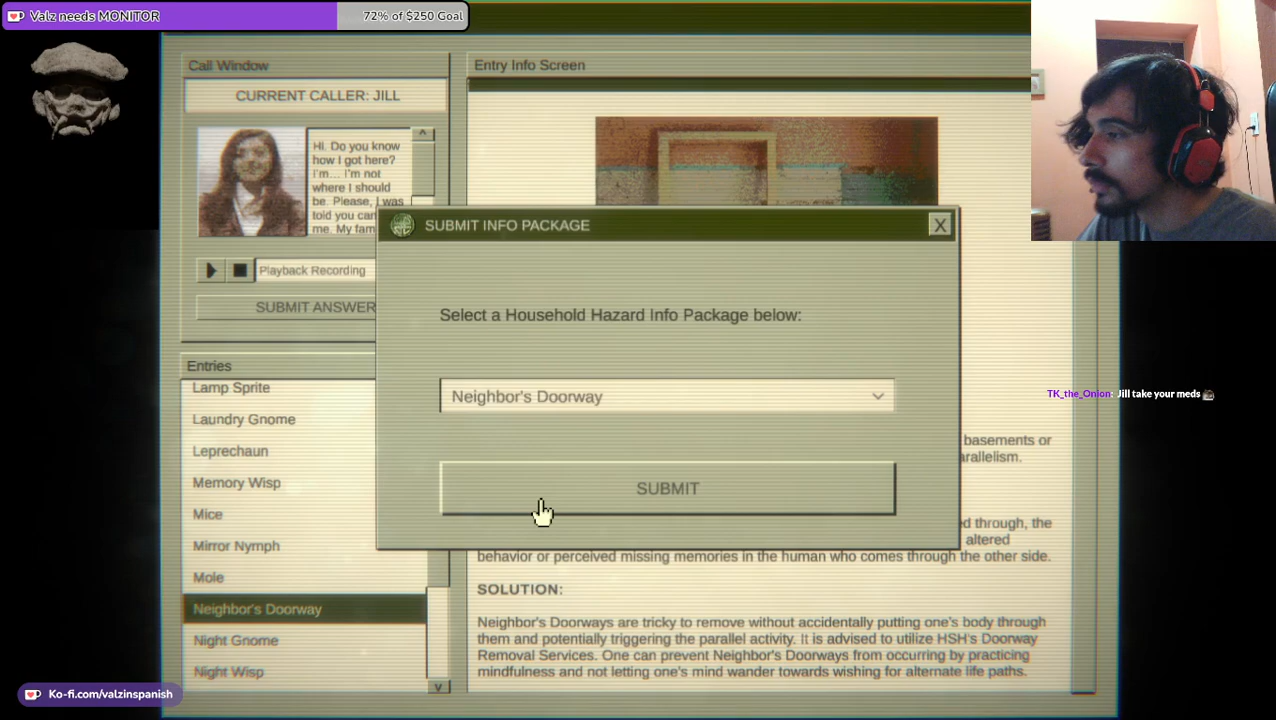 Valz needs MONITOR
72% of $250 Goal
Call Window
CURRENT CALLER: JILL
Hi. Do you know
how I got here?
I'm... I'm not
where I should
be. Please, I was
told you can
me. My fam
Playback Recording
SUBMIT ANSWER
Entries
Lamp Sprite
Laundry Gnome
Leprechaun
Memory Wisp
Mice
Mirror Nymph
Mole
Neighbor's Doorway
Night Gnome
Night Wisp
Ko-fi.com/valzinspanish
Entry Info Screen
SUBMIT INFO PACKAGE
X
Select a Household Hazard Info Package below:
Neighbor's Doorway
SUBMIT
basements or
arallelism.
d through, the
altered
behavior or perceived missing memories in the human who comes through the other side.
SOLUTION:
Neighbor's Doorways are tricky to remove without accidentally putting one's body through
them and potentially triggering the parallel activity. It is advised to utilize HSH's Doorway
Removal Services. One can prevent Neighbor's Doorways from occurring by practicing
mindfulness and not letting one's mind wander towards wishing for alternate life paths.
TK_the_Onion: Jill take your meds